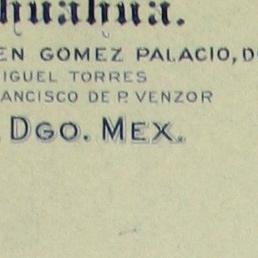 huahua.
EN GOMEZ PALACIO, D
IGUEL TORRES
ANCISCO DE P. VENZOR
, DGO. MEX.